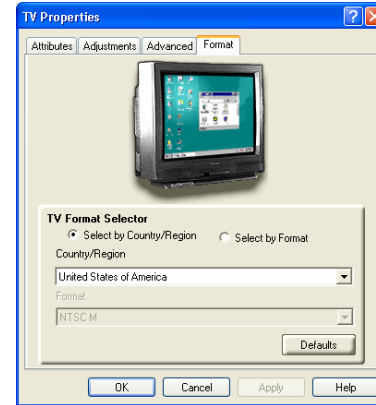 TV Properties
Attributes Adjustments Advanced Format
TV Format Selector
Select by Country/Region Select by Format
Country/Region
United States of America
Format
NTSC M
Defaults
OK Cancel Apply Help